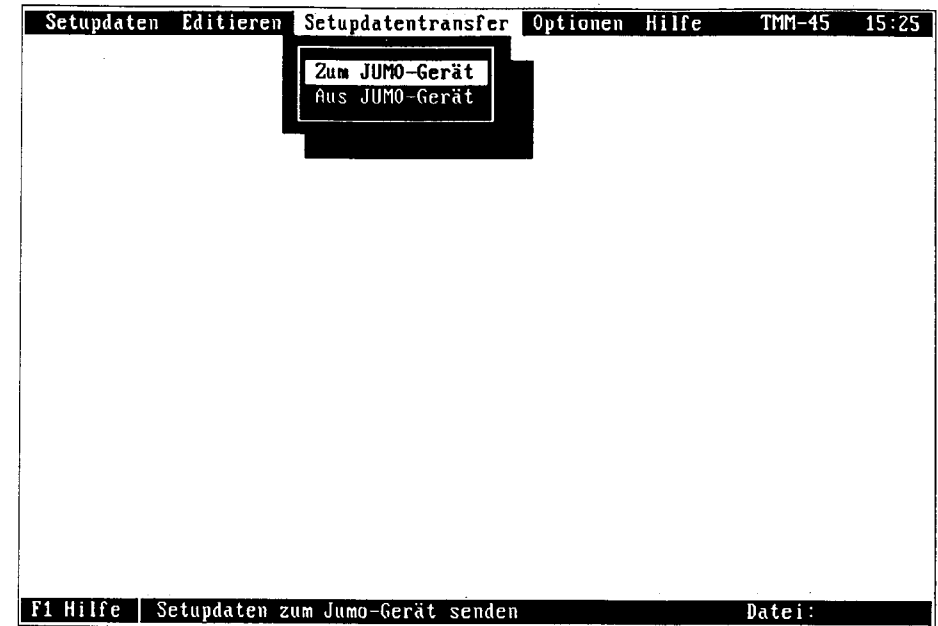 Setupdaten Editieren Setupdatentransfer Optionen Hilfe TMM-45 15:25
Zum JUMO-Gerät
Aus JUMO-Gerät
F1 Hilfe Setupdaten zum Jumo-Gerät senden Datei: